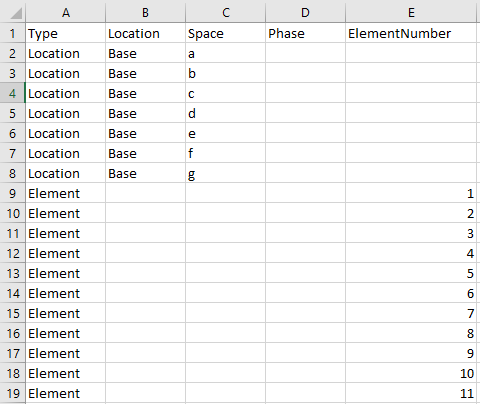 A B C D E
1 Type Location Space Phase ElementNumber
2 Location Base a
3 Location Base b
4 Location Base c
5 Location Base d
6 Location Base e
7 Location Base f
8 Location Base g
9 Element 1
10 Element 2
11 Element 3
12 Element 4
13 Element 5
14 Element 6
15 Element 7
16 Element 8
17 Element 9
18 Element 10
19 Element 11